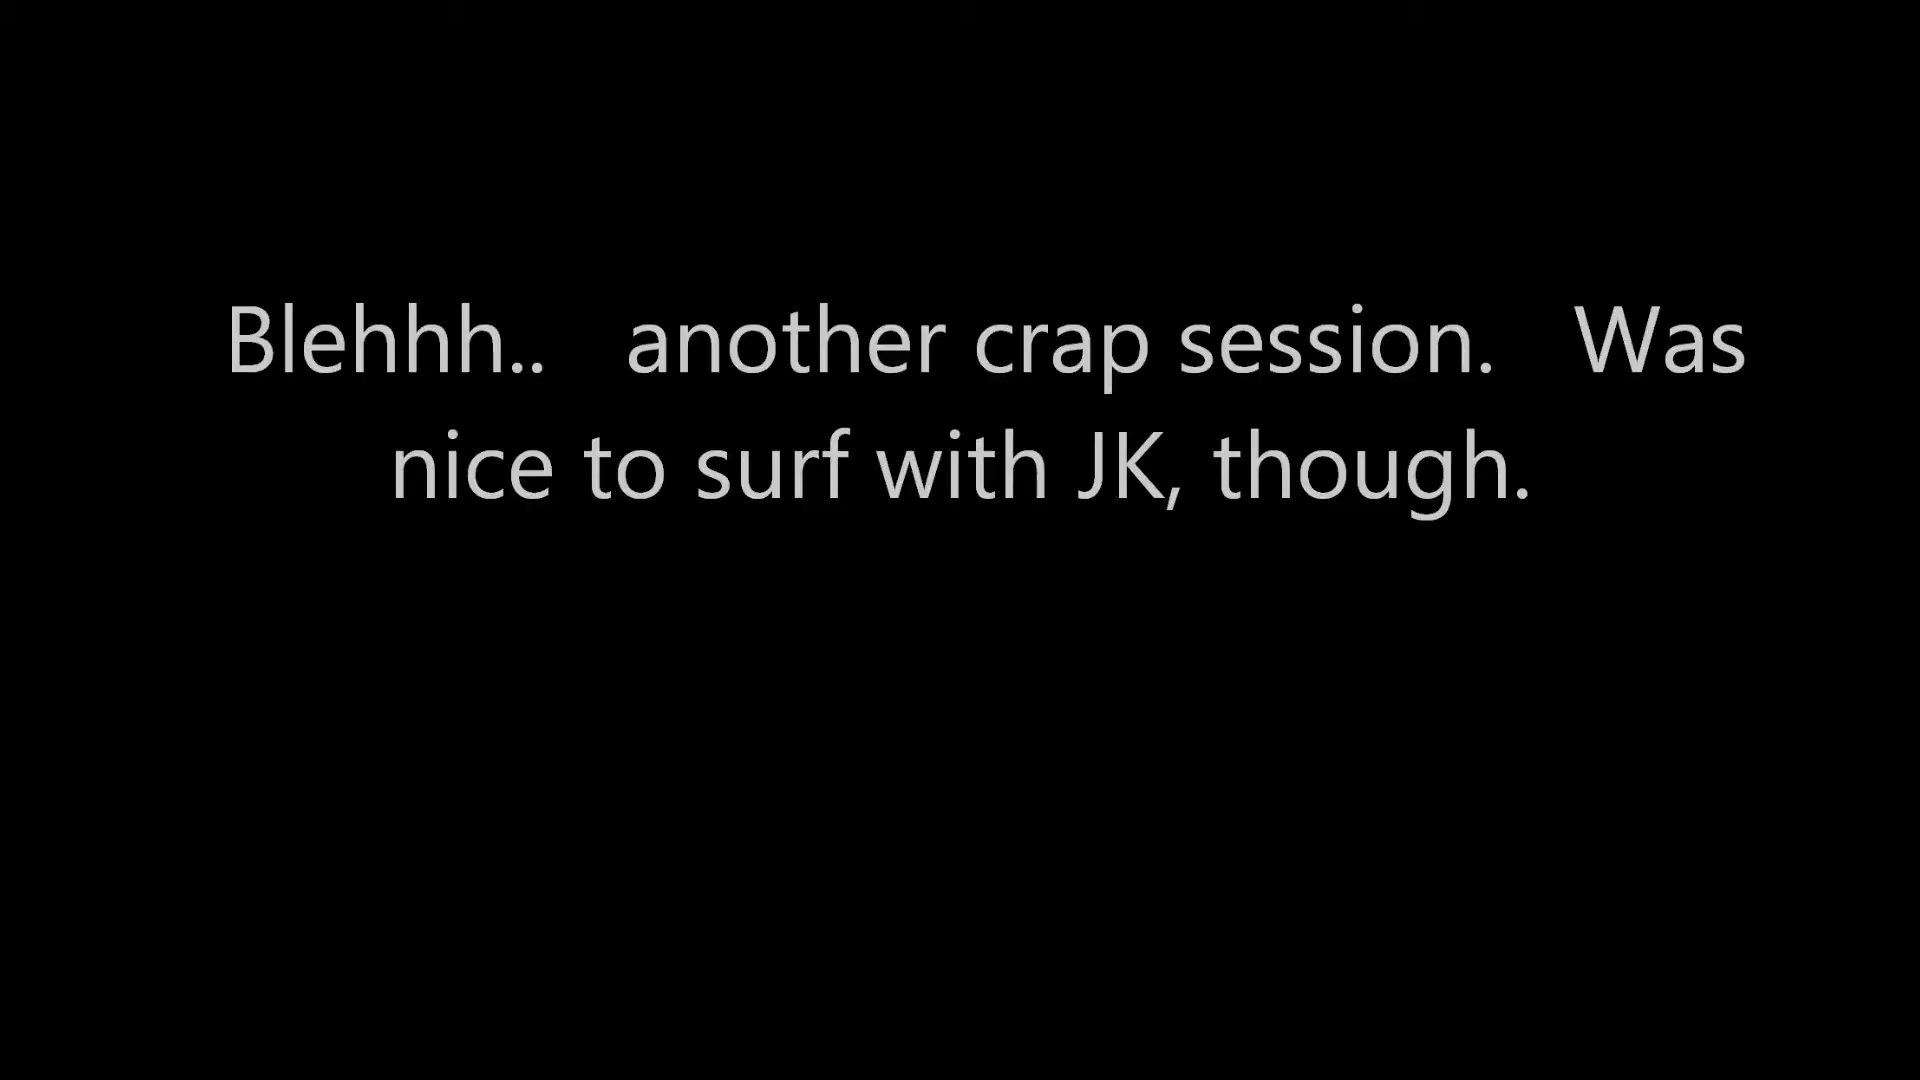 Blehhh..   another crap session.   Was
nice to surf with JK, though.